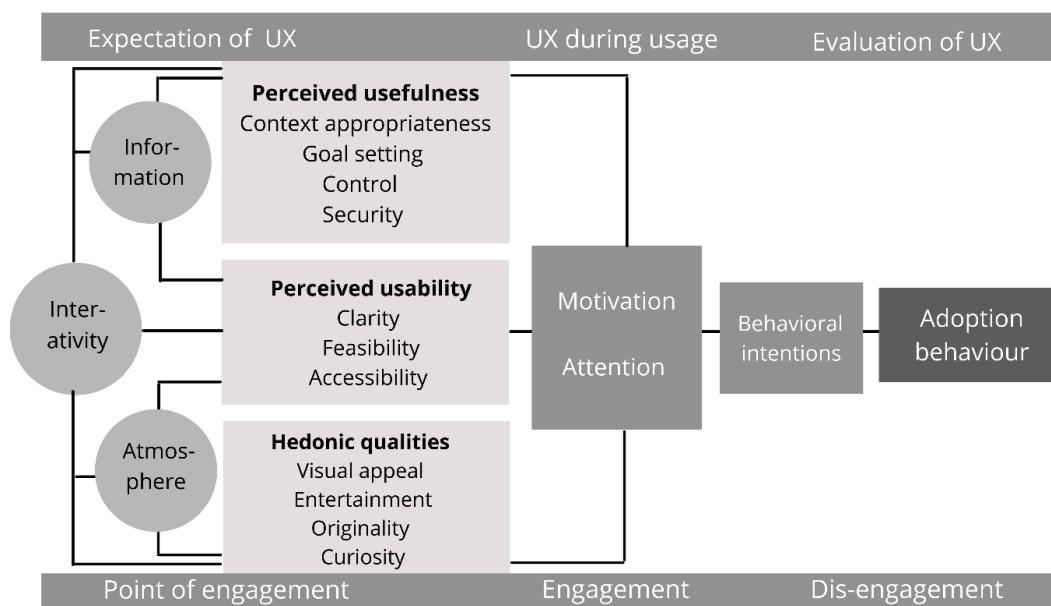 Expectation of UX
UX during usage
Evaluation of UX
Infor-
mation
Inter-
ativity
Atmos-
phere
Perceived usefulness
Context appropriateness
Goal setting
Control
Security
Perceived usability
Clarity
Feasibility
Accessibility
Hedonic qualities
Visual appeal
Entertainment
Originality
Curiosity
Motivation
Attention
Behavioral
intentions
Adoption
behaviour
Point of engagement
Engagement
Dis-engagement